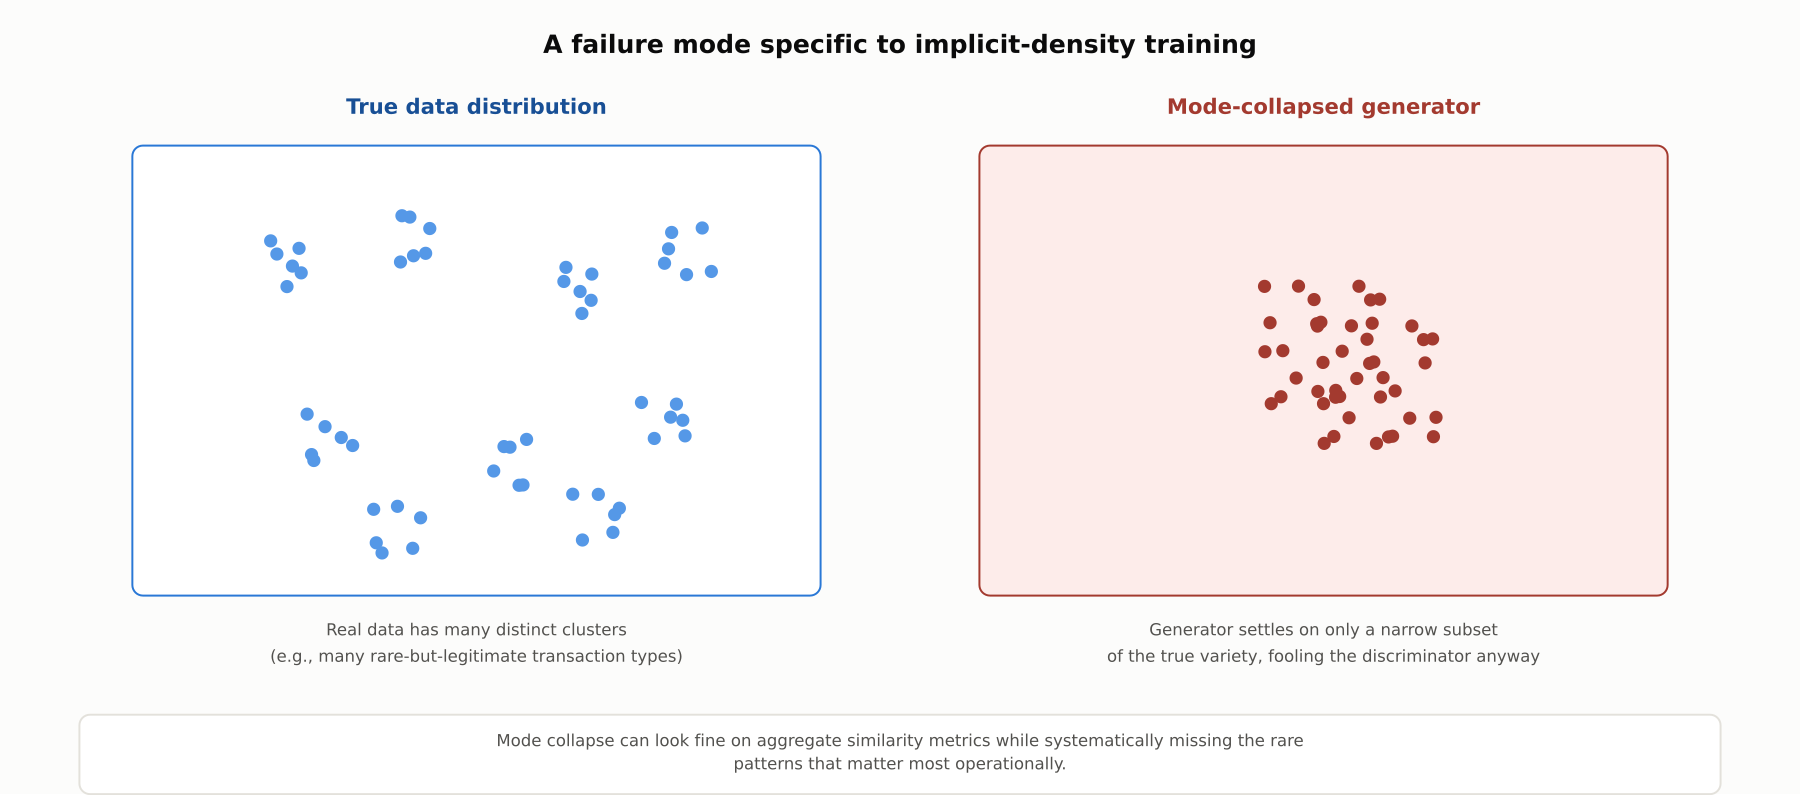 A failure mode specific to implicit-density training
True data distribution
Mode-collapsed generator
Real data has many distinct clusters
(e.g., many rare-but-legitimate transaction types)
Generator settles on only a narrow subset
of the true variety, fooling the discriminator anyway
Mode collapse can look fine on aggregate similarity metrics while systematically missing the rare
patterns that matter most operationally.